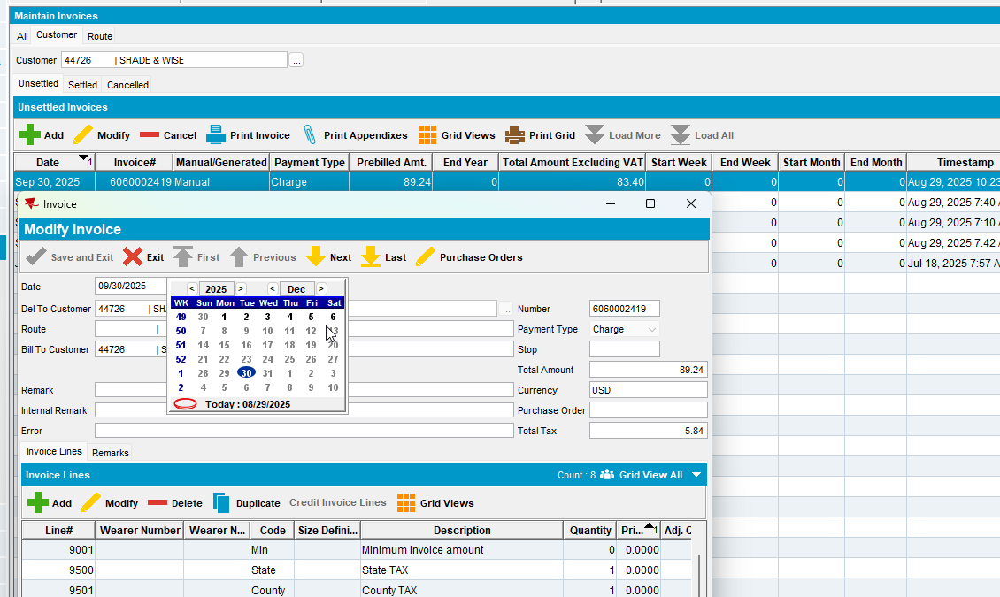 Maintain Invoices
All Customer Route
Customer 44726 | SHADE & WISE ...
Unsettled Settled Cancelled
Unsettled Invoices
Add Modify Cancel Print Invoice Print Appendixes Grid Views Print Grid Load More Load All
Date 1 Invoice# Manual/Generated Payment Type Prebilled Amt. End Year Total Amount Excluding VAT Start Week End Week Start Month End Month Timestamp
Sep 30, 2025 6060002419 Manual Charge 89.24 0 83.40 0 0 0 0 Aug 29, 2025 10:23
0 0 0 Aug 29, 2025 7:40
0 0 0 Aug 29, 2025 7:10
0 0 0 Aug 29, 2025 7:42
0 0 0 Jul 18, 2025 7:57
Invoice
Modify Invoice
Save and Exit Exit First Previous Next Last Purchase Orders
Date 09/30/2025
Del To Customer 44726 | SH ... Number 6060002419
Route | Payment Type Charge
Bill To Customer 44726 | S Stop
Total Amount 89.24
Remark Currency USD
Internal Remark Purchase Order
Error Total Tax 5.84
< 2025 > < Dec >
WK Sun Mon Tue Wed Thu Fri Sat
49 30 1 2 3 4 5 6
50 7 8 9 10 11 12 13
51 14 15 16 17 18 19 20
52 21 22 23 24 25 26 27
1 28 29 30 31 1 2 3
2 4 5 6 7 8 9 10
Today : 08/29/2025
Invoice Lines Remarks
Invoice Lines Count : 8 Grid View All
Add Modify Delete Duplicate Credit Invoice Lines Grid Views
Line# Wearer Number Wearer N... Code Size Defini... Description Quantity Pri... 1 Adj. Q
9001 Min Minimum invoice amount 0 0.0000
9500 State State TAX 1 0.0000
9501 County County TAX 1 0.0000